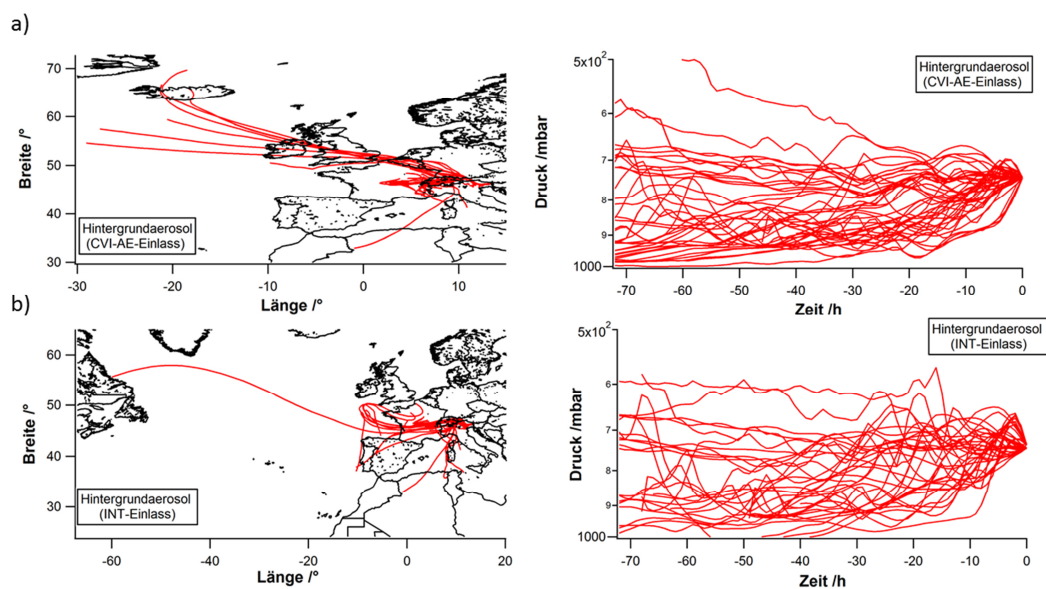 a)
70
60
50
40
30
Breite /°
Hintergrundaerosol
(CVI-AE-Einlass)
-30
-20
-10
0
10
Länge /°
5x10²
6
7
8
9
1000
Druck /mbar
Hintergrundaerosol
(CVI-AE-Einlass)
-70
-60
-50
-40
-30
-20
-10
0
Zeit /h
b)
60
50
40
30
Breite /°
Hintergrundaerosol
(INT-Einlass)
-60
-40
-20
0
20
Länge /°
5x10²
6
7
8
9
1000
Druck /mbar
Hintergrundaerosol
(INT-Einlass)
-70
-60
-50
-40
-30
-20
-10
0
Zeit /h